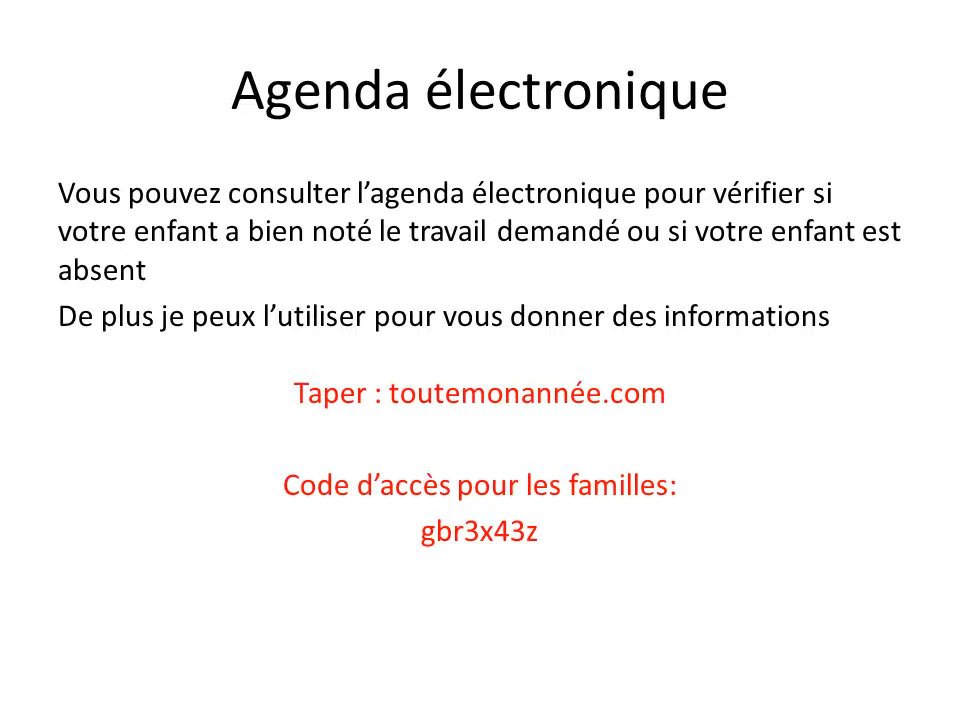 Agenda électronique
Vous pouvez consulter l’agenda électronique pour vérifier si
votre enfant a bien noté le travail demandé ou si votre enfant est
absent
De plus je peux l’utiliser pour vous donner des informations
Taper : toutemonannée.com
Code d’accès pour les familles:
gbr3x43z